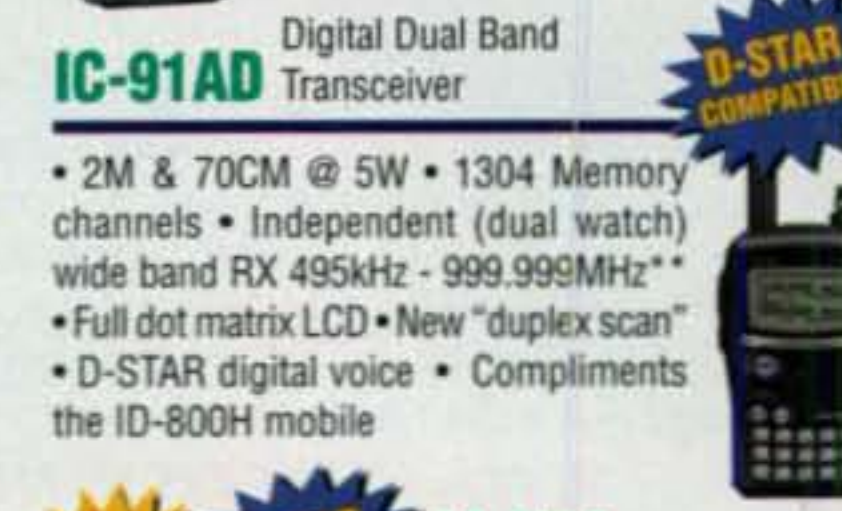 Digital Dual Band
IC-91AD Transceiver
D-STAR
• 2M & 70CM @ 5W • 1304 Memory
channels • Independent (dual watch)
wide band RX 495kHz - 999.999MHz**
• Full dot matrix LCD • New "duplex scan"
• D-STAR digital voice • Compliments
the ID-800H mobile